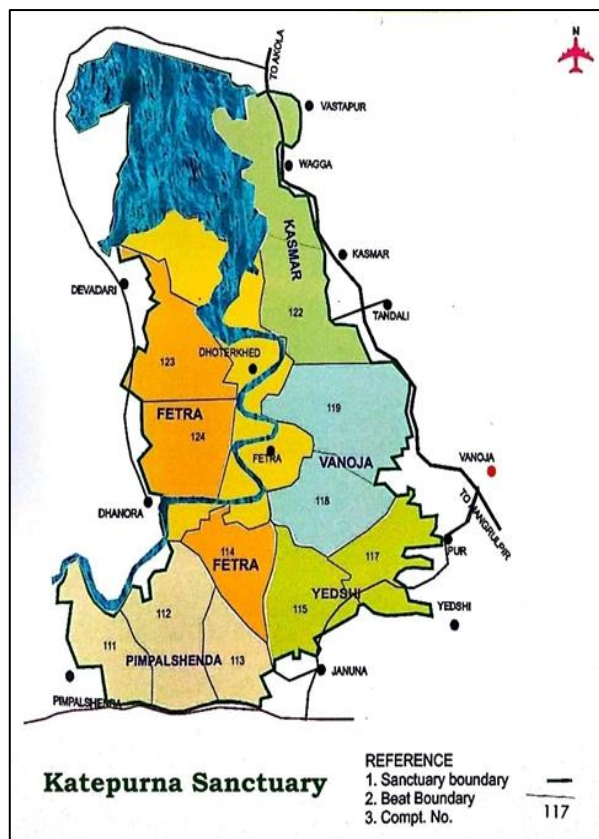 N
TO AKOLA
VASTAPUR
WAGGA
KASMAR
KASMAR
DEVADARI
122
TANDALI
123
DHOTERKHED
119
FETRA
124
FETRA
VANOJA
VANOJA
118
DHANORA
TO MANGRULPIR
114
117
PUR
FETRA
112
115
YEDSHI
YEDSHI
111
PIMPALSHENDA
113
JANUNA
PIMPALSHENDA
Katepurna Sanctuary
REFERENCE
1. Sanctuary boundary
2. Beat Boundary
3. Compt. No.
117